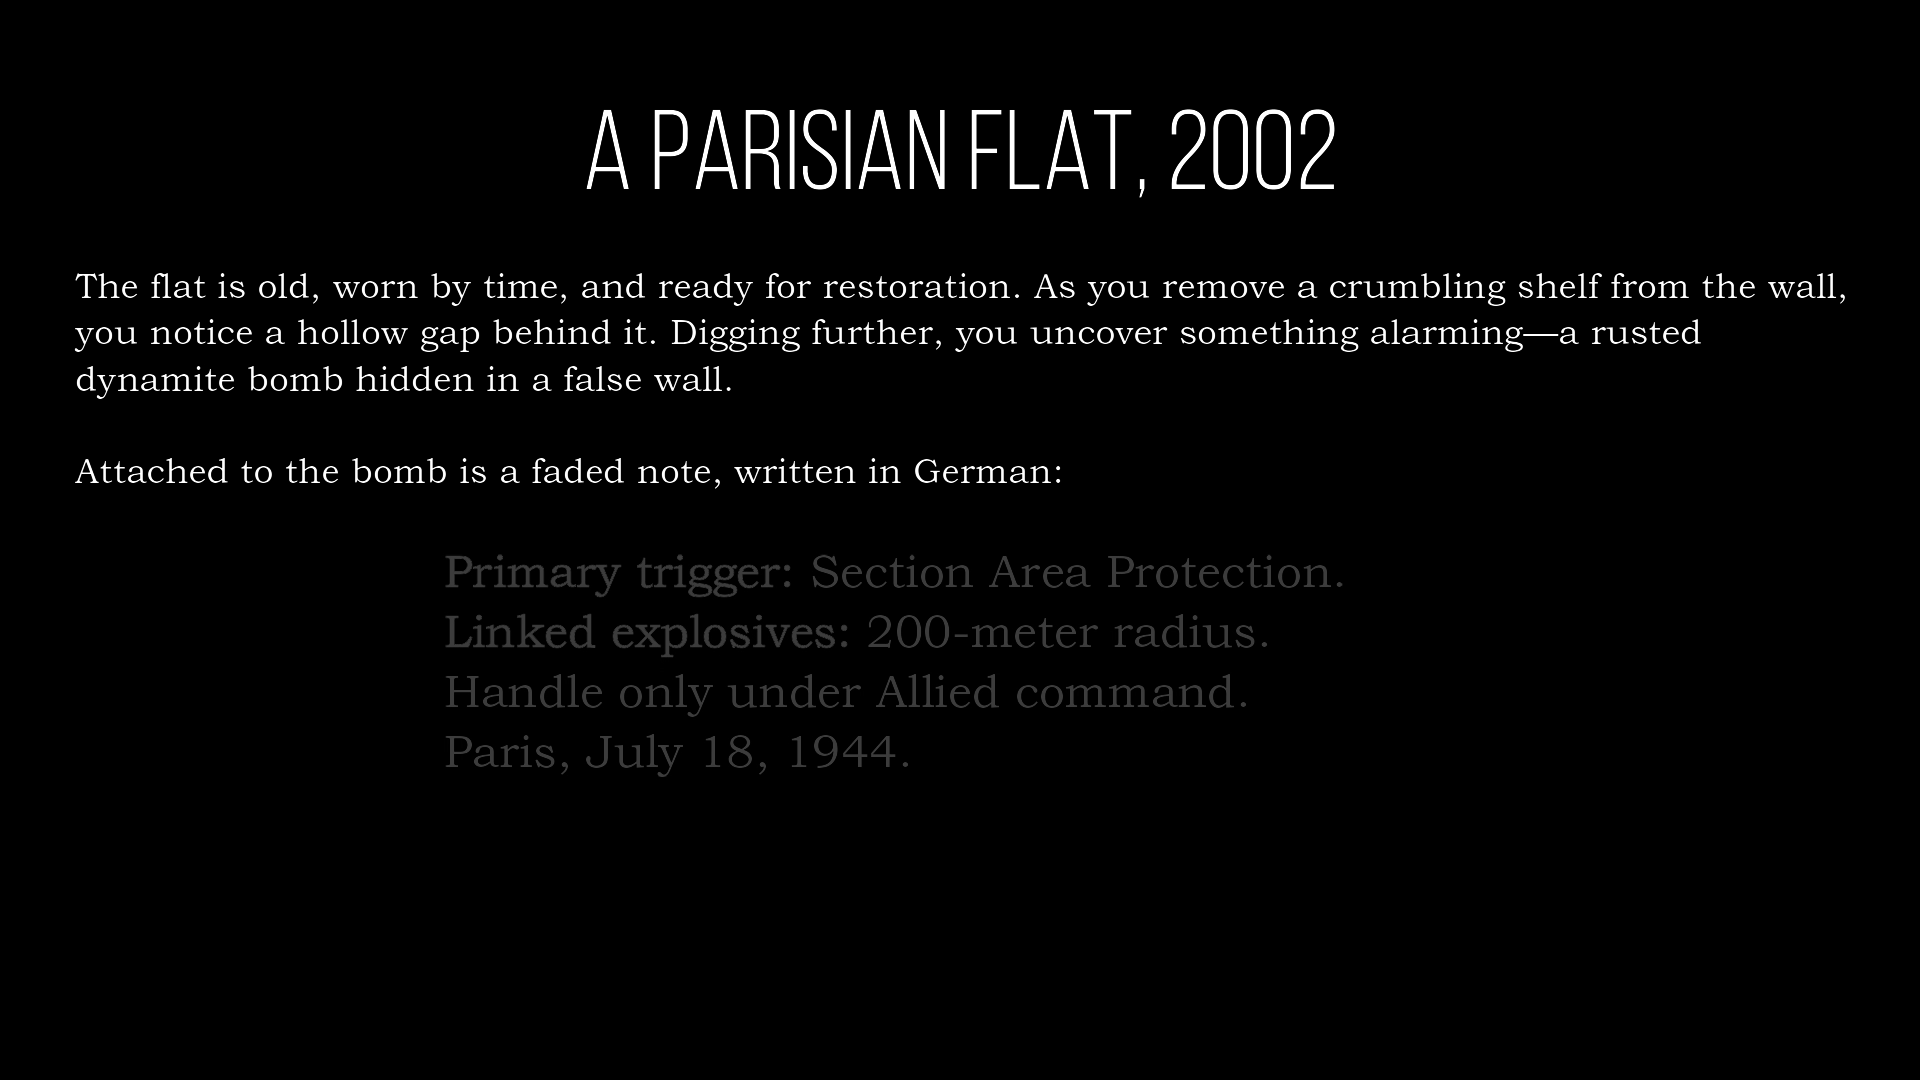 A PARISIAN FLAT, 2002
The flat is old, worn by time, and ready for restoration. As you remove a crumbling shelf from the wall,
you notice a hollow gap behind it. Digging further, you uncover something alarming—a rusted
dynamite bomb hidden in a false wall.
Attached to the bomb is a faded note, written in German:
Primary trigger: Section Area Protection.
Linked explosives: 200-meter radius.
Handle only under Allied command.
Paris, July 18, 1944.